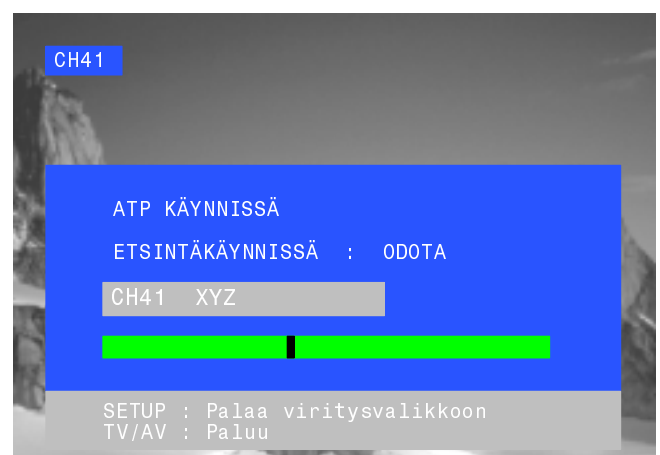 CH41
ATP KÄYNNISSÄ
ETSINTÄKÄYNNISSÄ : ODOTA
CH41 XYZ
SETUP : Palaa viritysvalikkoon
TV/AV : Paluu